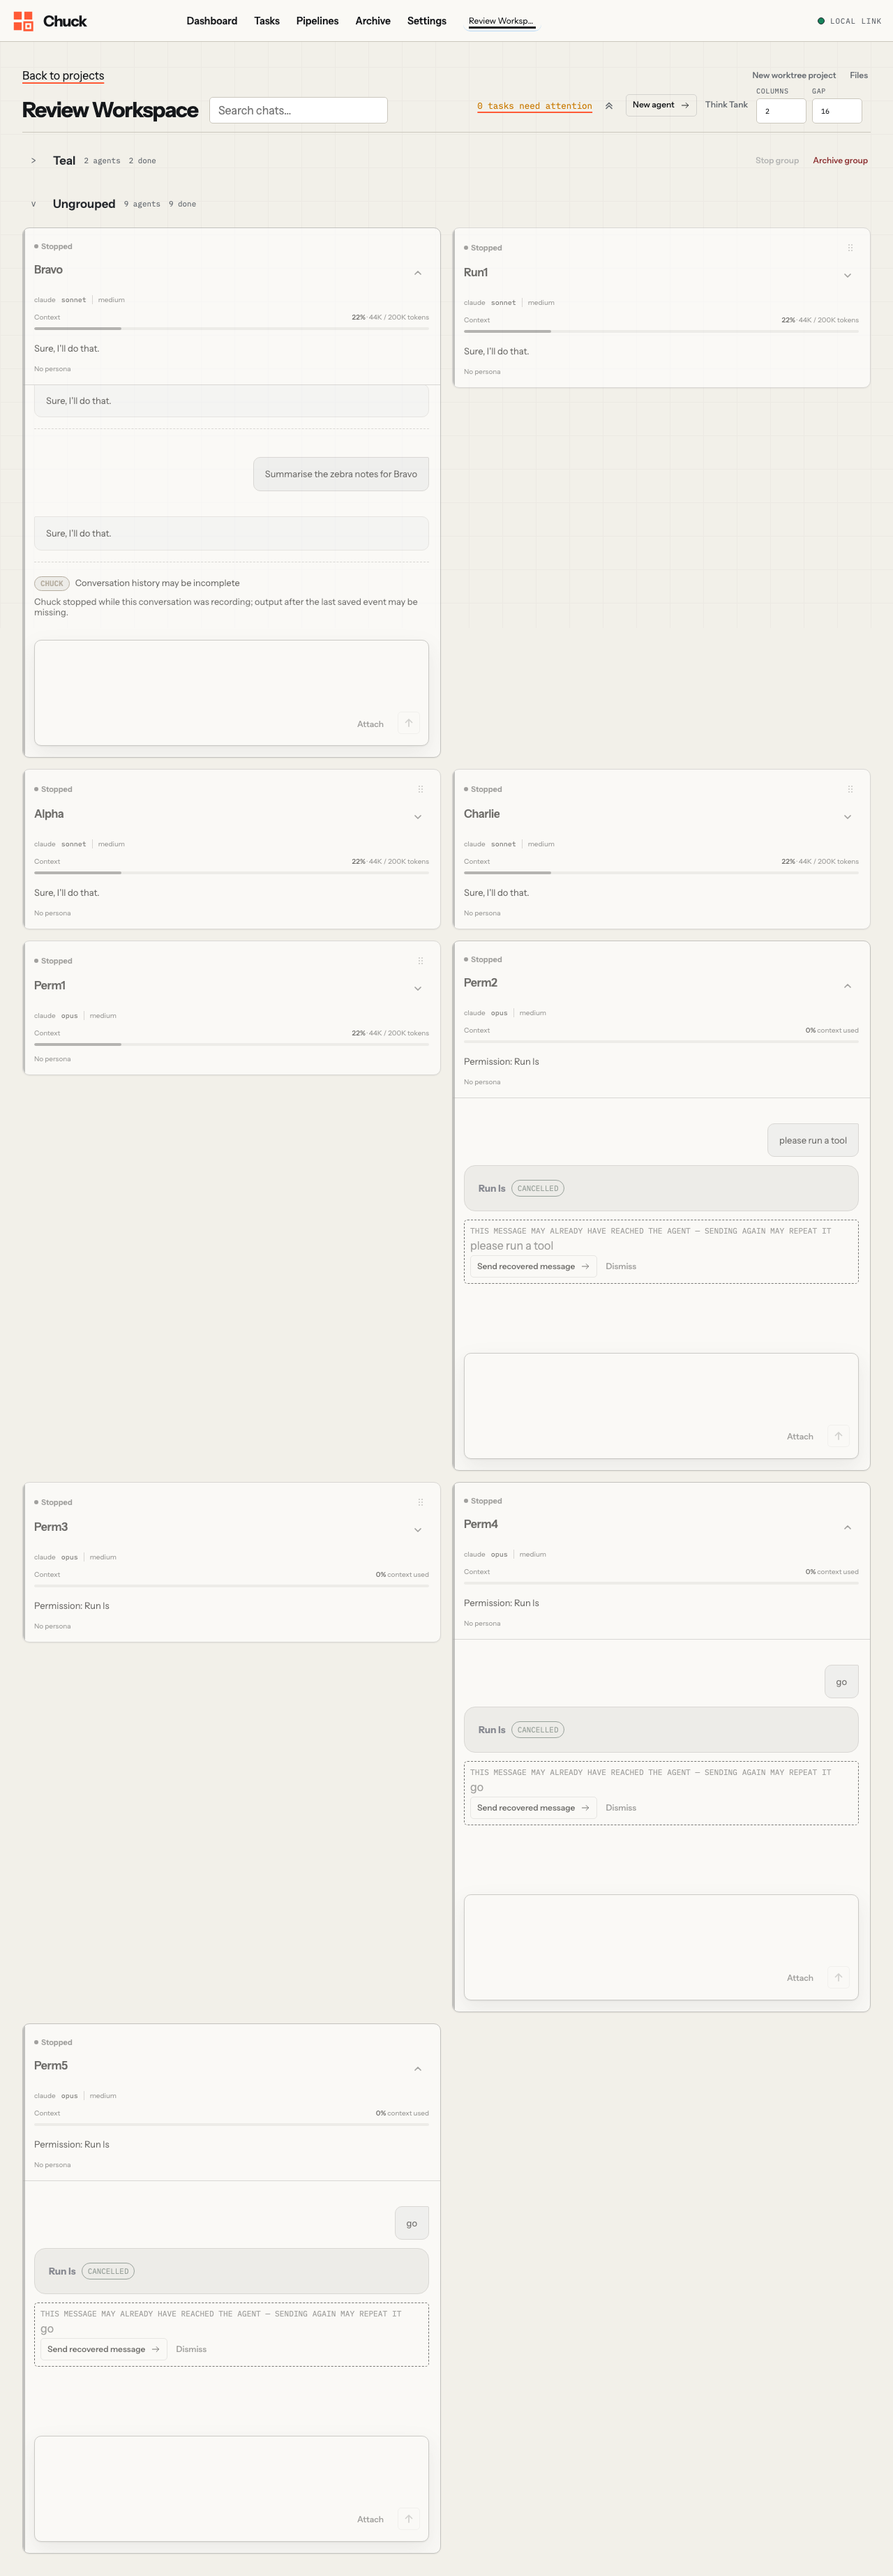 Chuck
Dashboard Tasks Pipelines Archive Settings Review Worksp... LOCAL LINK
Back to projects
New worktree project Files
Review Workspace Search chats... 0 tasks need attention New agent → Think Tank COLUMNS 2 GAP 16
> Teal 2 agents 2 done Stop group Archive group
v Ungrouped 9 agents 9 done
Stopped
Bravo
claude sonnet medium
Context 22% · 44K / 200K tokens
Sure, I'll do that.
No persona
Sure, I'll do that.
Summarise the zebra notes for Bravo
Sure, I'll do that.
CHUCK Conversation history may be incomplete
Chuck stopped while this conversation was recording; output after the last saved event may be
missing.
Attach ↑
Stopped
Run1
claude sonnet medium
Context 22% · 44K / 200K tokens
Sure, I'll do that.
No persona
Stopped
Alpha
claude sonnet medium
Context 22% · 44K / 200K tokens
Sure, I'll do that.
No persona
Stopped
Charlie
claude sonnet medium
Context 22% · 44K / 200K tokens
Sure, I'll do that.
No persona
Stopped
Perm1
claude opus medium
Context 22% · 44K / 200K tokens
No persona
Stopped
Perm2
claude opus medium
Context 0% context used
Permission: Run ls
No persona
please run a tool
Run ls CANCELLED
THIS MESSAGE MAY ALREADY HAVE REACHED THE AGENT — SENDING AGAIN MAY REPEAT IT
please run a tool
Send recovered message → Dismiss
Attach ↑
Stopped
Perm3
claude opus medium
Context 0% context used
Permission: Run ls
No persona
Stopped
Perm4
claude opus medium
Context 0% context used
Permission: Run ls
No persona
go
Run ls CANCELLED
THIS MESSAGE MAY ALREADY HAVE REACHED THE AGENT — SENDING AGAIN MAY REPEAT IT
go
Send recovered message → Dismiss
Attach ↑
Stopped
Perm5
claude opus medium
Context 0% context used
Permission: Run ls
No persona
go
Run ls CANCELLED
THIS MESSAGE MAY ALREADY HAVE REACHED THE AGENT — SENDING AGAIN MAY REPEAT IT
go
Send recovered message → Dismiss
Attach ↑